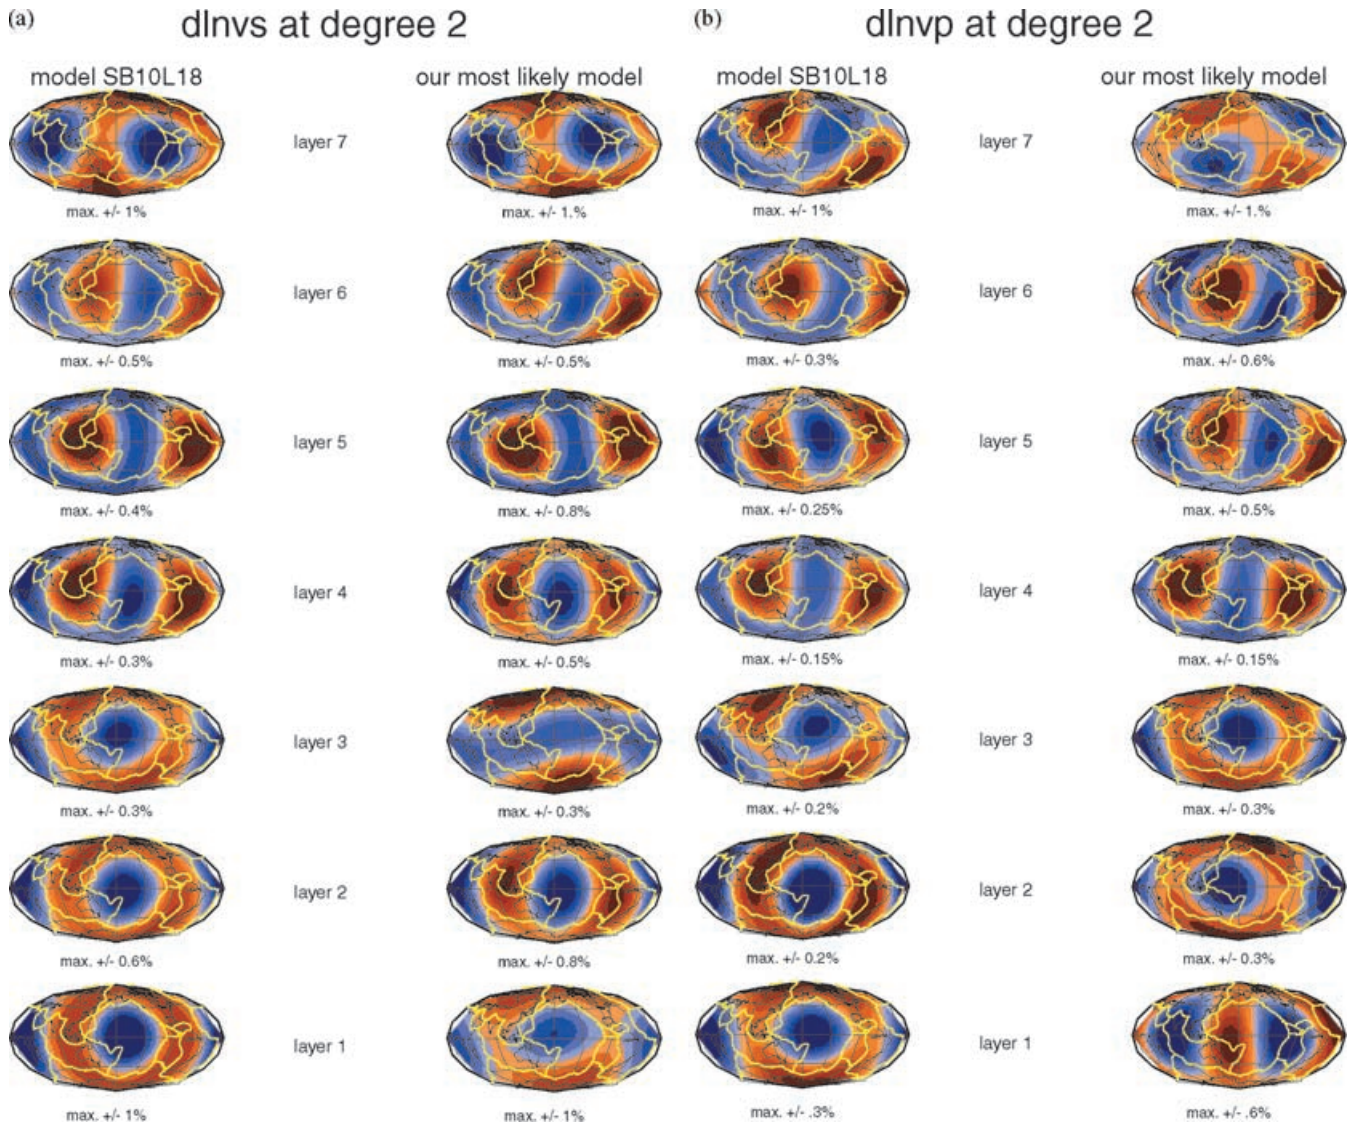 (a) dlnvs at degree 2 (b) dlnvp at degree 2
model SB10L18 our most likely model model SB10L18 our most likely model
layer 7 layer 7
max. +/- 1% max. +/- 1.% max. +/- 1% max. +/- 1.%
layer 6 layer 6
max. +/- 0.5% max. +/- 0.5% max. +/- 0.3% max. +/- 0.6%
layer 5 layer 5
max. +/- 0.4% max. +/- 0.8% max. +/- 0.25% max. +/- 0.5%
layer 4 layer 4
max. +/- 0.3% max. +/- 0.5% max. +/- 0.15% max. +/- 0.15%
layer 3 layer 3
max. +/- 0.3% max. +/- 0.3% max. +/- 0.2% max. +/- 0.3%
layer 2 layer 2
max. +/- 0.6% max. +/- 0.8% max. +/- 0.2% max. +/- 0.3%
layer 1 layer 1
max. +/- 1% max. +/- 1% max. +/- .3% max. +/- .6%